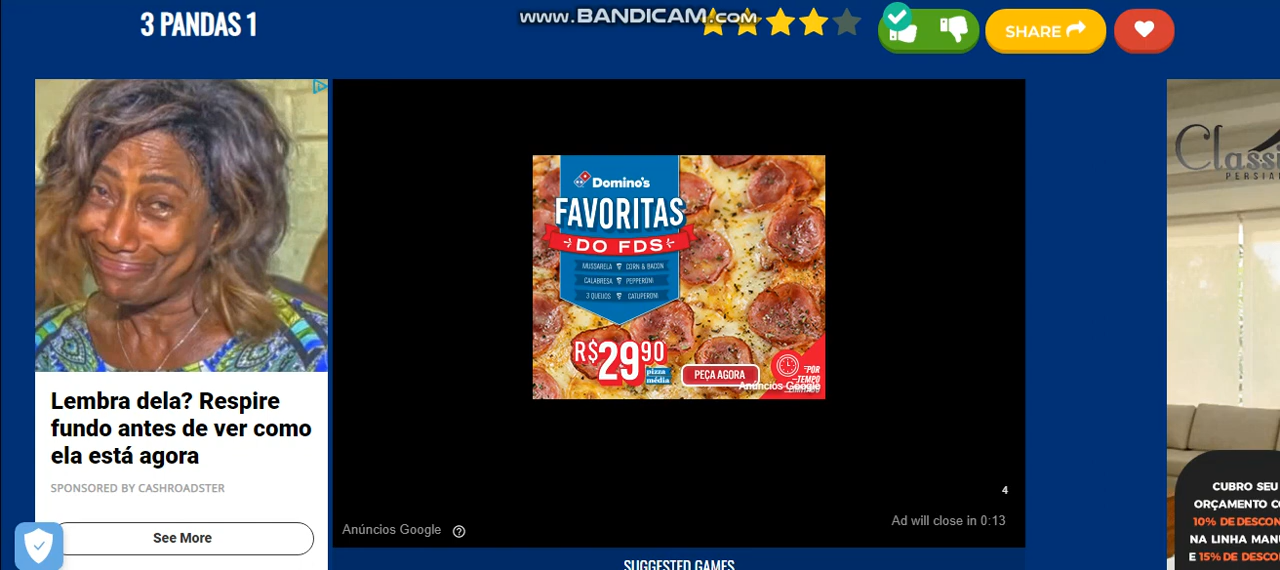 www.BANDICAM.com
3 PANDAS 1
SHARE
Domino's
FAVORITAS
DO FDS
MUSSARELA CORN & BACON
CALABRESA PEPPERONI
3 QUEIJOS CATUPERONI
R$29,90
pizza
média
PEÇA AGORA
POR
TEMPO
Anúncios Google
Lembra dela? Respire
fundo antes de ver como
ela está agora
SPONSORED BY CASHROADSTER
See More
4
Ad will close in 0:13
Anúncios Google
SUGGESTED GAMES
Classi
PERSIA
CUBRO SEU
ORÇAMENTO CO
10% DE DESCON
NA LINHA MANU
E 15% DE DESCO